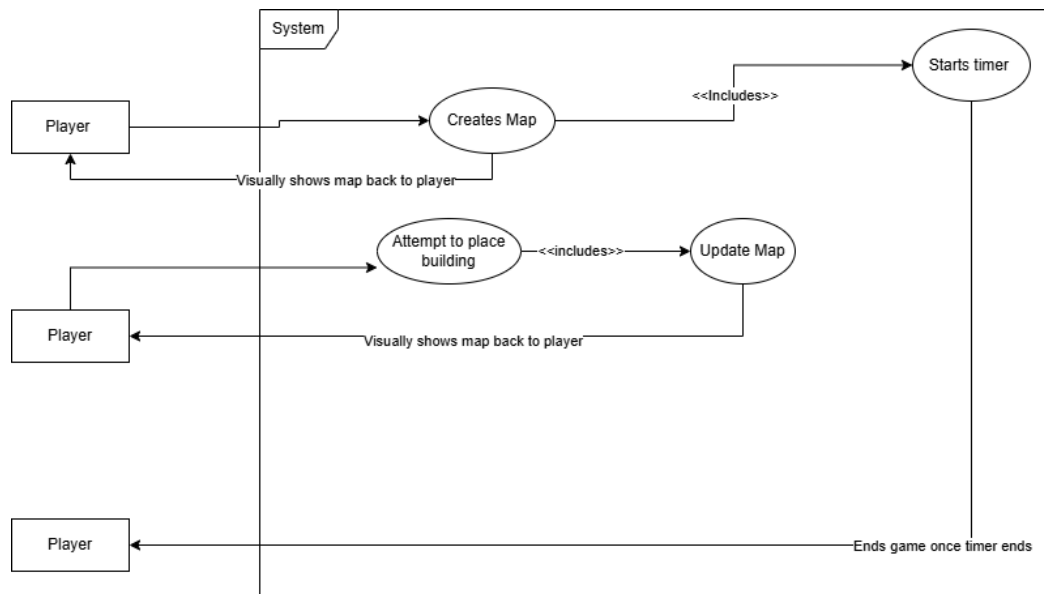 System
Starts timer
<<Includes>>
Player
Creates Map
Visually shows map back to player
Attempt to place
building
<<includes>>
Update Map
Player
Visually shows map back to player
Player
Ends game once timer ends